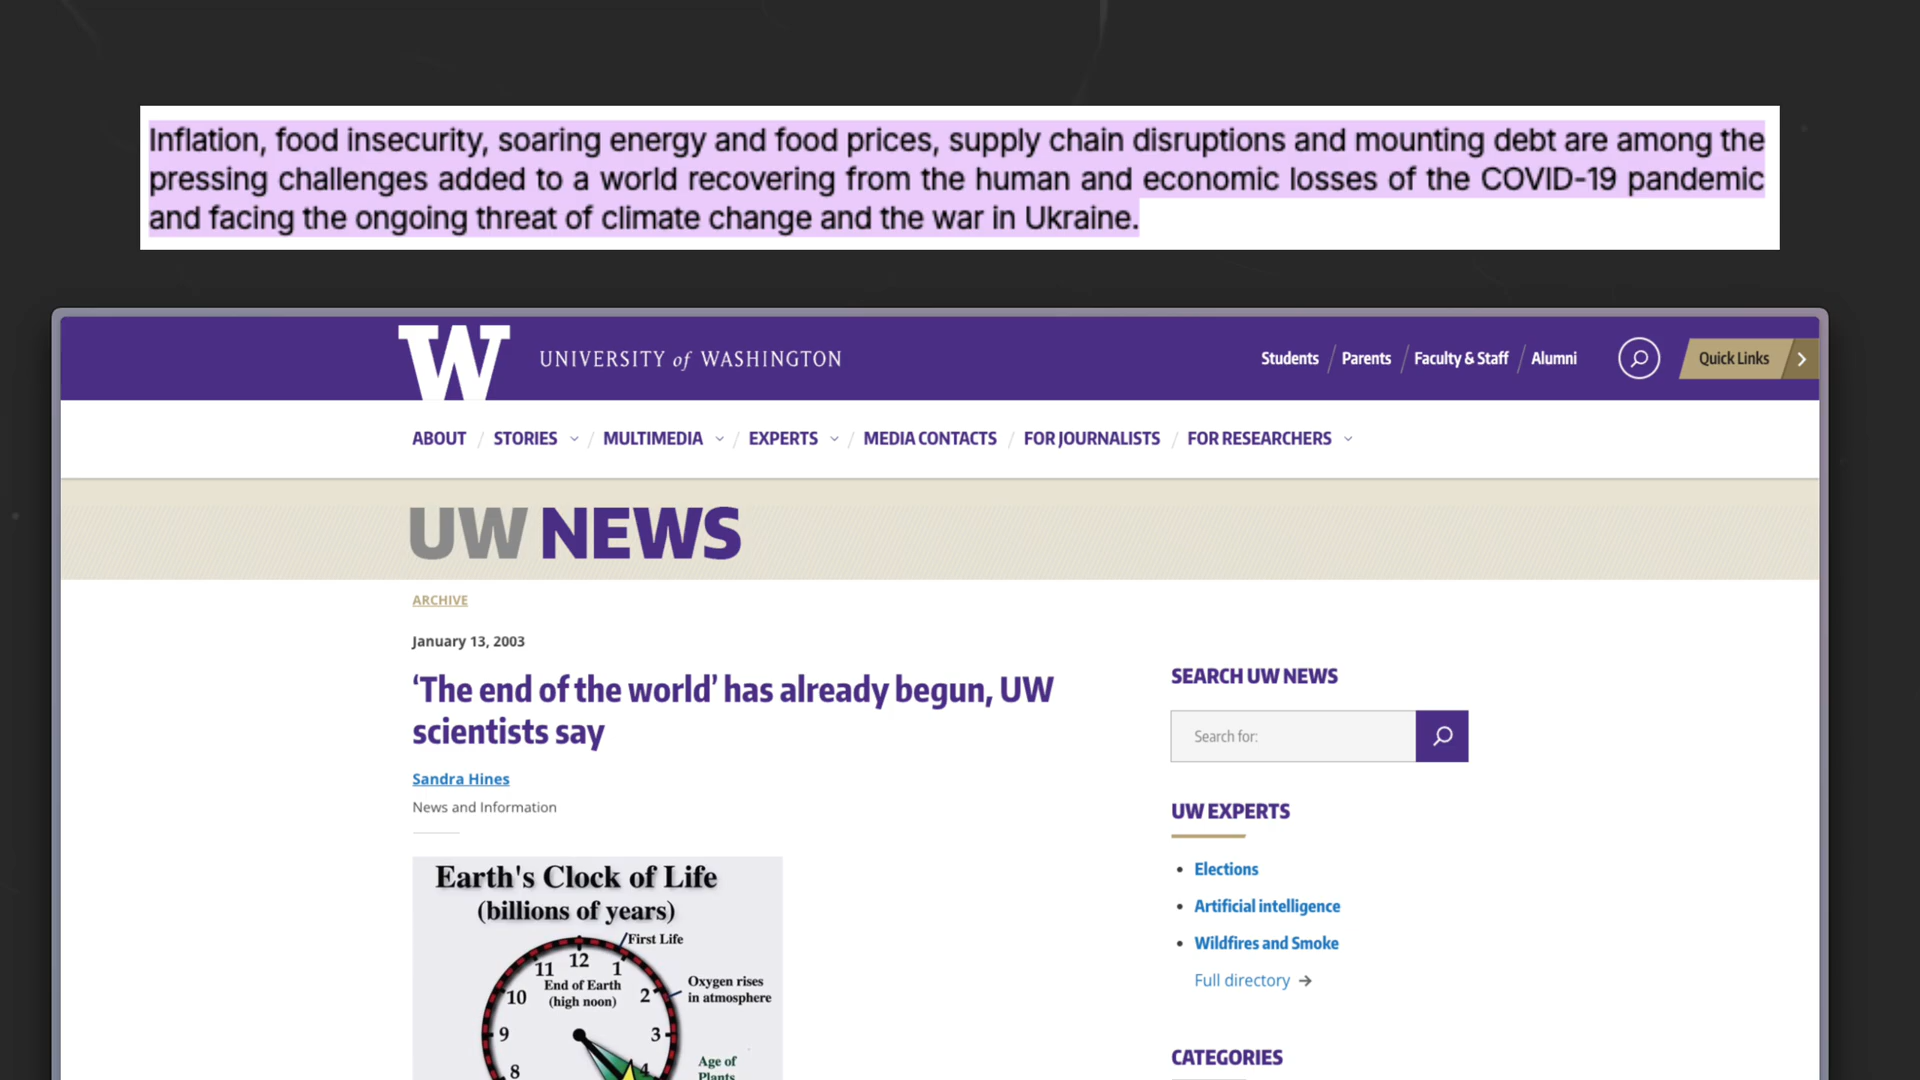 Inflation, food insecurity, soaring energy and food prices, supply chain disruptions and mounting debt are among the
pressing challenges added to a world recovering from the human and economic losses of the COVID-19 pandemic
and facing the ongoing threat of climate change and the war in Ukraine.
W UNIVERSITY of WASHINGTON
Students / Parents / Faculty & Staff / Alumni
Quick Links
ABOUT / STORIES / MULTIMEDIA / EXPERTS / MEDIA CONTACTS / FOR JOURNALISTS / FOR RESEARCHERS
UW NEWS
ARCHIVE
January 13, 2003
‘The end of the world’ has already begun, UW
scientists say
Sandra Hines
News and Information
Earth's Clock of Life
(billions of years)
First Life
12
11
1
End of Earth
(high noon)
10
2
Oxygen rises
in atmosphere
9
3
8
4
Age of
Plants
SEARCH UW NEWS
Search for:
UW EXPERTS
• Elections
• Artificial intelligence
• Wildfires and Smoke
Full directory →
CATEGORIES